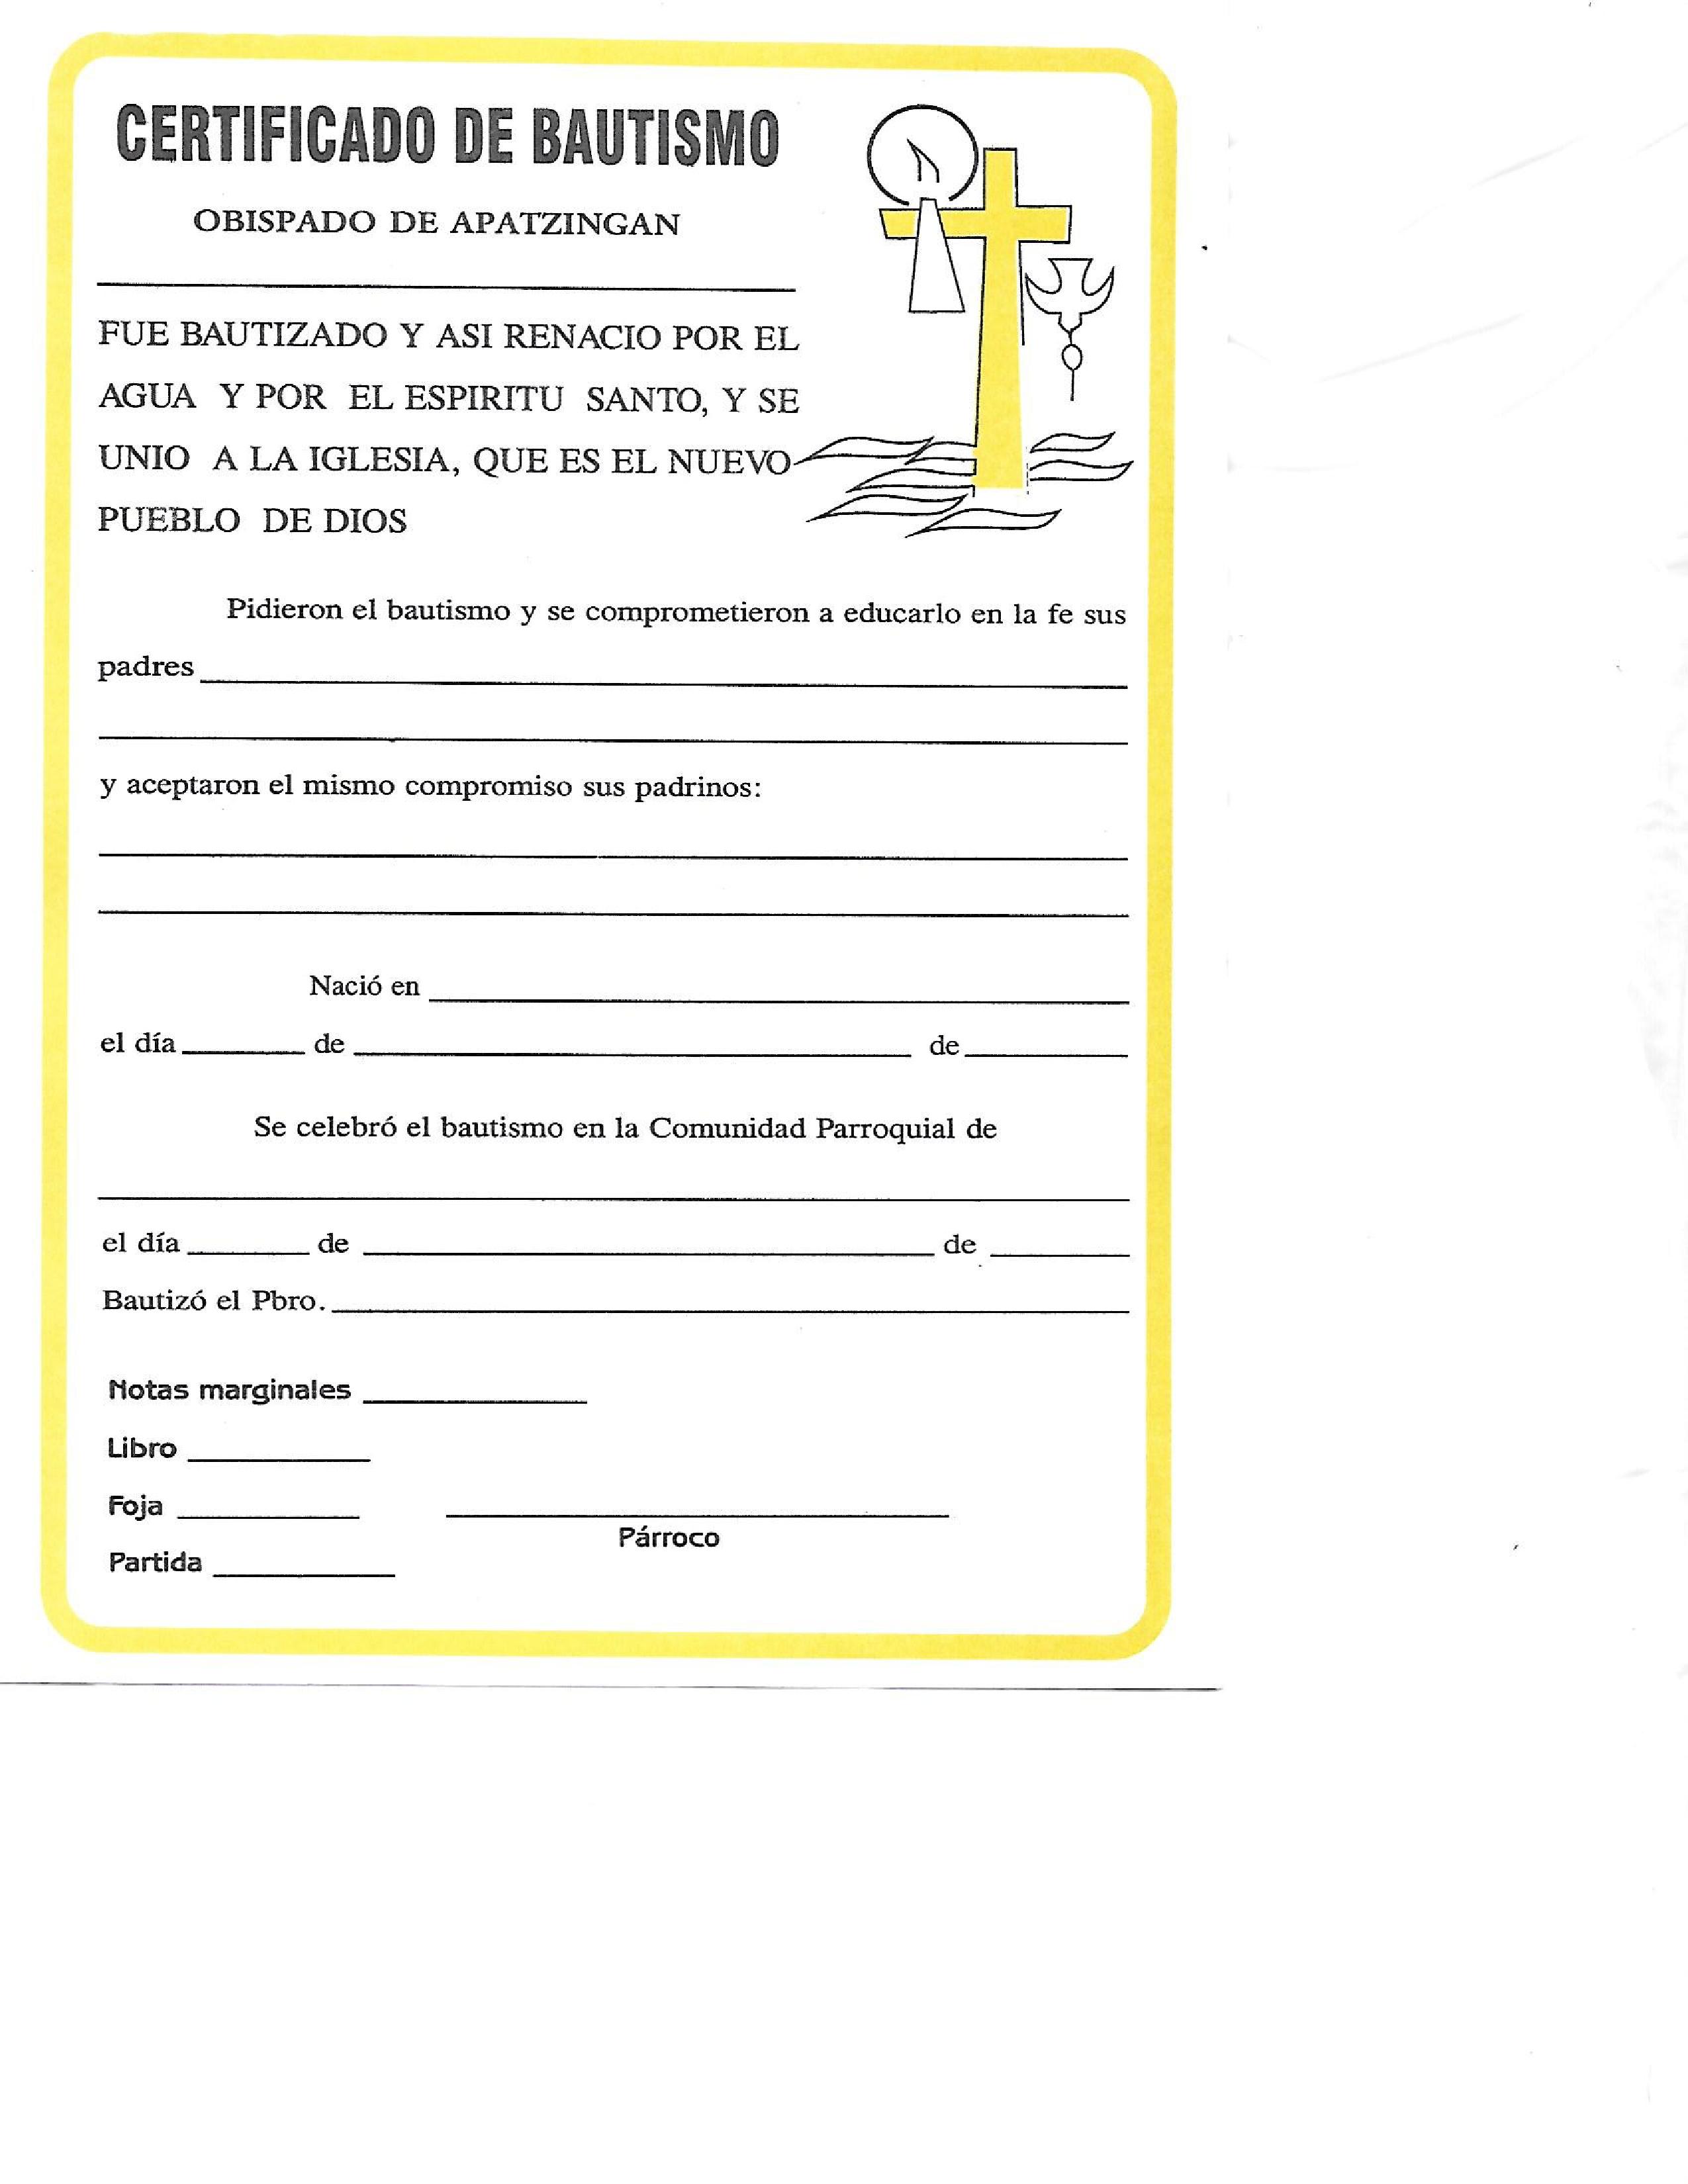 CERTIFICADO DE BAUTISMO
OBISPADO DE APATZINGAN
FUE BAUTIZADO Y ASI RENACIO POR EL
AGUA Y POR EL ESPIRITU SANTO, Y SE
UNIO A LA IGLESIA, QUE ES EL NUEVO
PUEBLO DE DIOS
Pidieron el bautismo y se comprometieron a educarlo en la fe sus
padres
y aceptaron el mismo compromiso sus padrinos:
Nació en
el día de de
Se celebró el bautismo en la Comunidad Parroquial de
el día de de
Bautizó el Pbro.
Notas marginales
Libro
Foja
Párroco
Partida